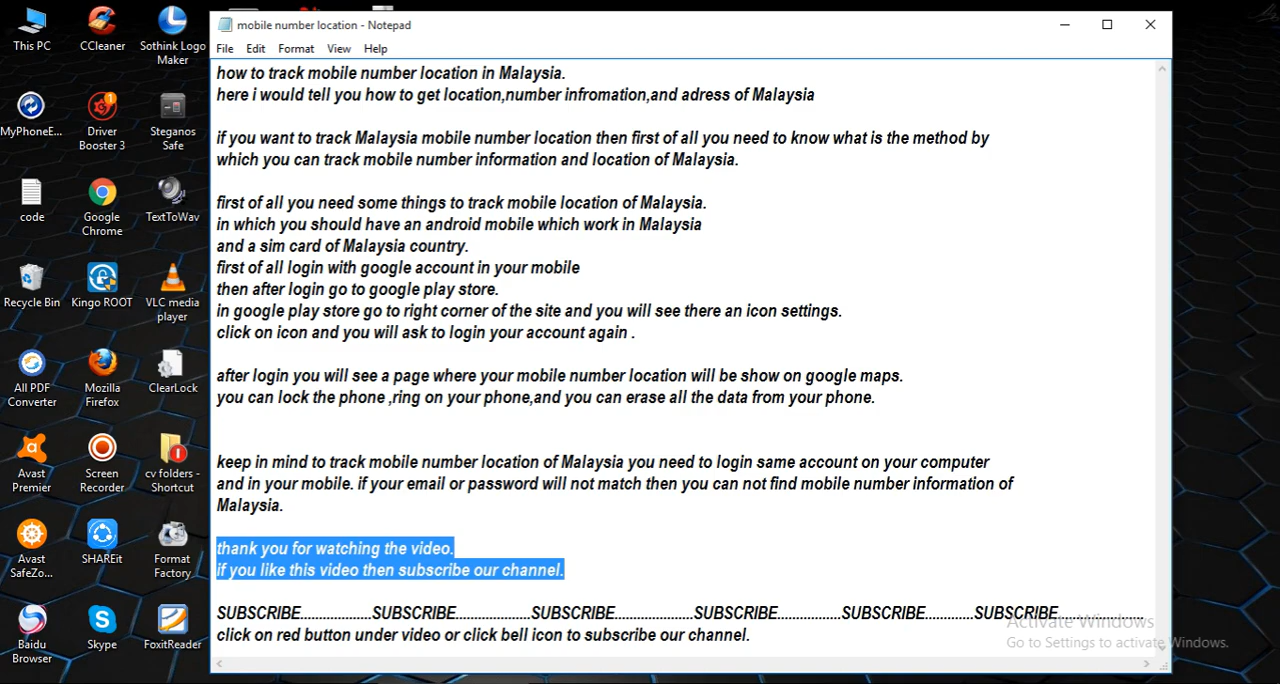 This PC
CCleaner
Sothink Logo
Maker
MyPhoneE...
Driver
Booster 3
Steganos
Safe
code
Google
Chrome
TextToWav
Recycle Bin
Kingo ROOT
VLC media
player
All PDF
Converter
Mozilla
Firefox
ClearLock
Avast
Premier
Screen
Recorder
cv folders -
Shortcut
Avast
SafeZo...
SHAREit
Format
Factory
Baidu
Browser
Skype
FoxitReader
mobile number location - Notepad
File Edit Format View Help
how to track mobile number location in Malaysia.
here i would tell you how to get location,number infromation,and adress of Malaysia
if you want to track Malaysia mobile number location then first of all you need to know what is the method by
which you can track mobile number information and location of Malaysia.
first of all you need some things to track mobile location of Malaysia.
in which you should have an android mobile which work in Malaysia
and a sim card of Malaysia country.
first of all login with google account in your mobile
then after login go to google play store.
in google play store go to right corner of the site and you will see there an icon settings.
click on icon and you will ask to login your account again .
after login you will see a page where your mobile number location will be show on google maps.
you can lock the phone ,ring on your phone,and you can erase all the data from your phone.
keep in mind to track mobile number location of Malaysia you need to login same account on your computer
and in your mobile. if your email or password will not match then you can not find mobile number information of
Malaysia.
thank you for watching the video.
if you like this video then subscribe our channel.
SUBSCRIBE...................SUBSCRIBE....................SUBSCRIBE.....................SUBSCRIBE.................SUBSCRIBE.............SUBSCRIBE.......................
click on red button under video or click bell icon to subscribe our channel.
Activate Windows
Go to Settings to activate Windows.